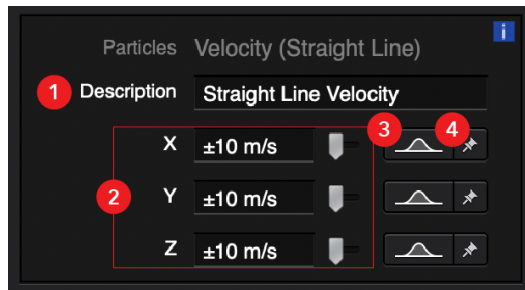 i
Particles Velocity (Straight Line)
1 Description Straight Line Velocity
3 4
X ±10 m/s
2 Y ±10 m/s
Z ±10 m/s